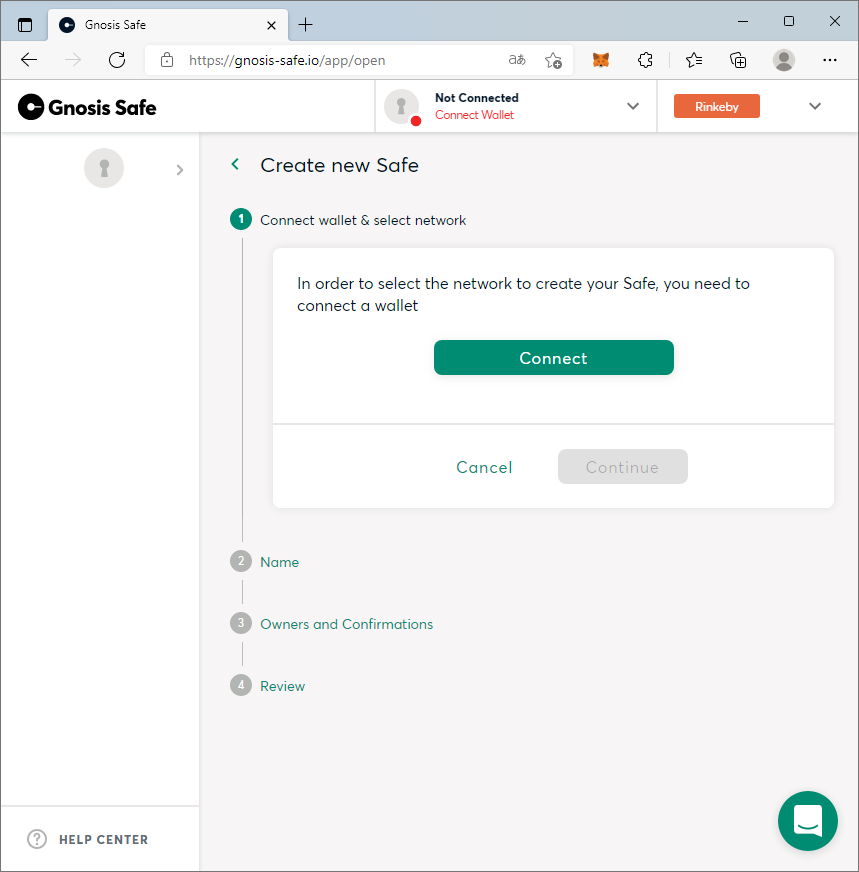 Gnosis Safe
https://gnosis-safe.io/app/open
aあ
Gnosis Safe
Not Connected
Connect Wallet
Rinkeby
Create new Safe
1 Connect wallet & select network
In order to select the network to create your Safe, you need to
connect a wallet
Connect
Cancel
Continue
2 Name
3 Owners and Confirmations
4 Review
? HELP CENTER